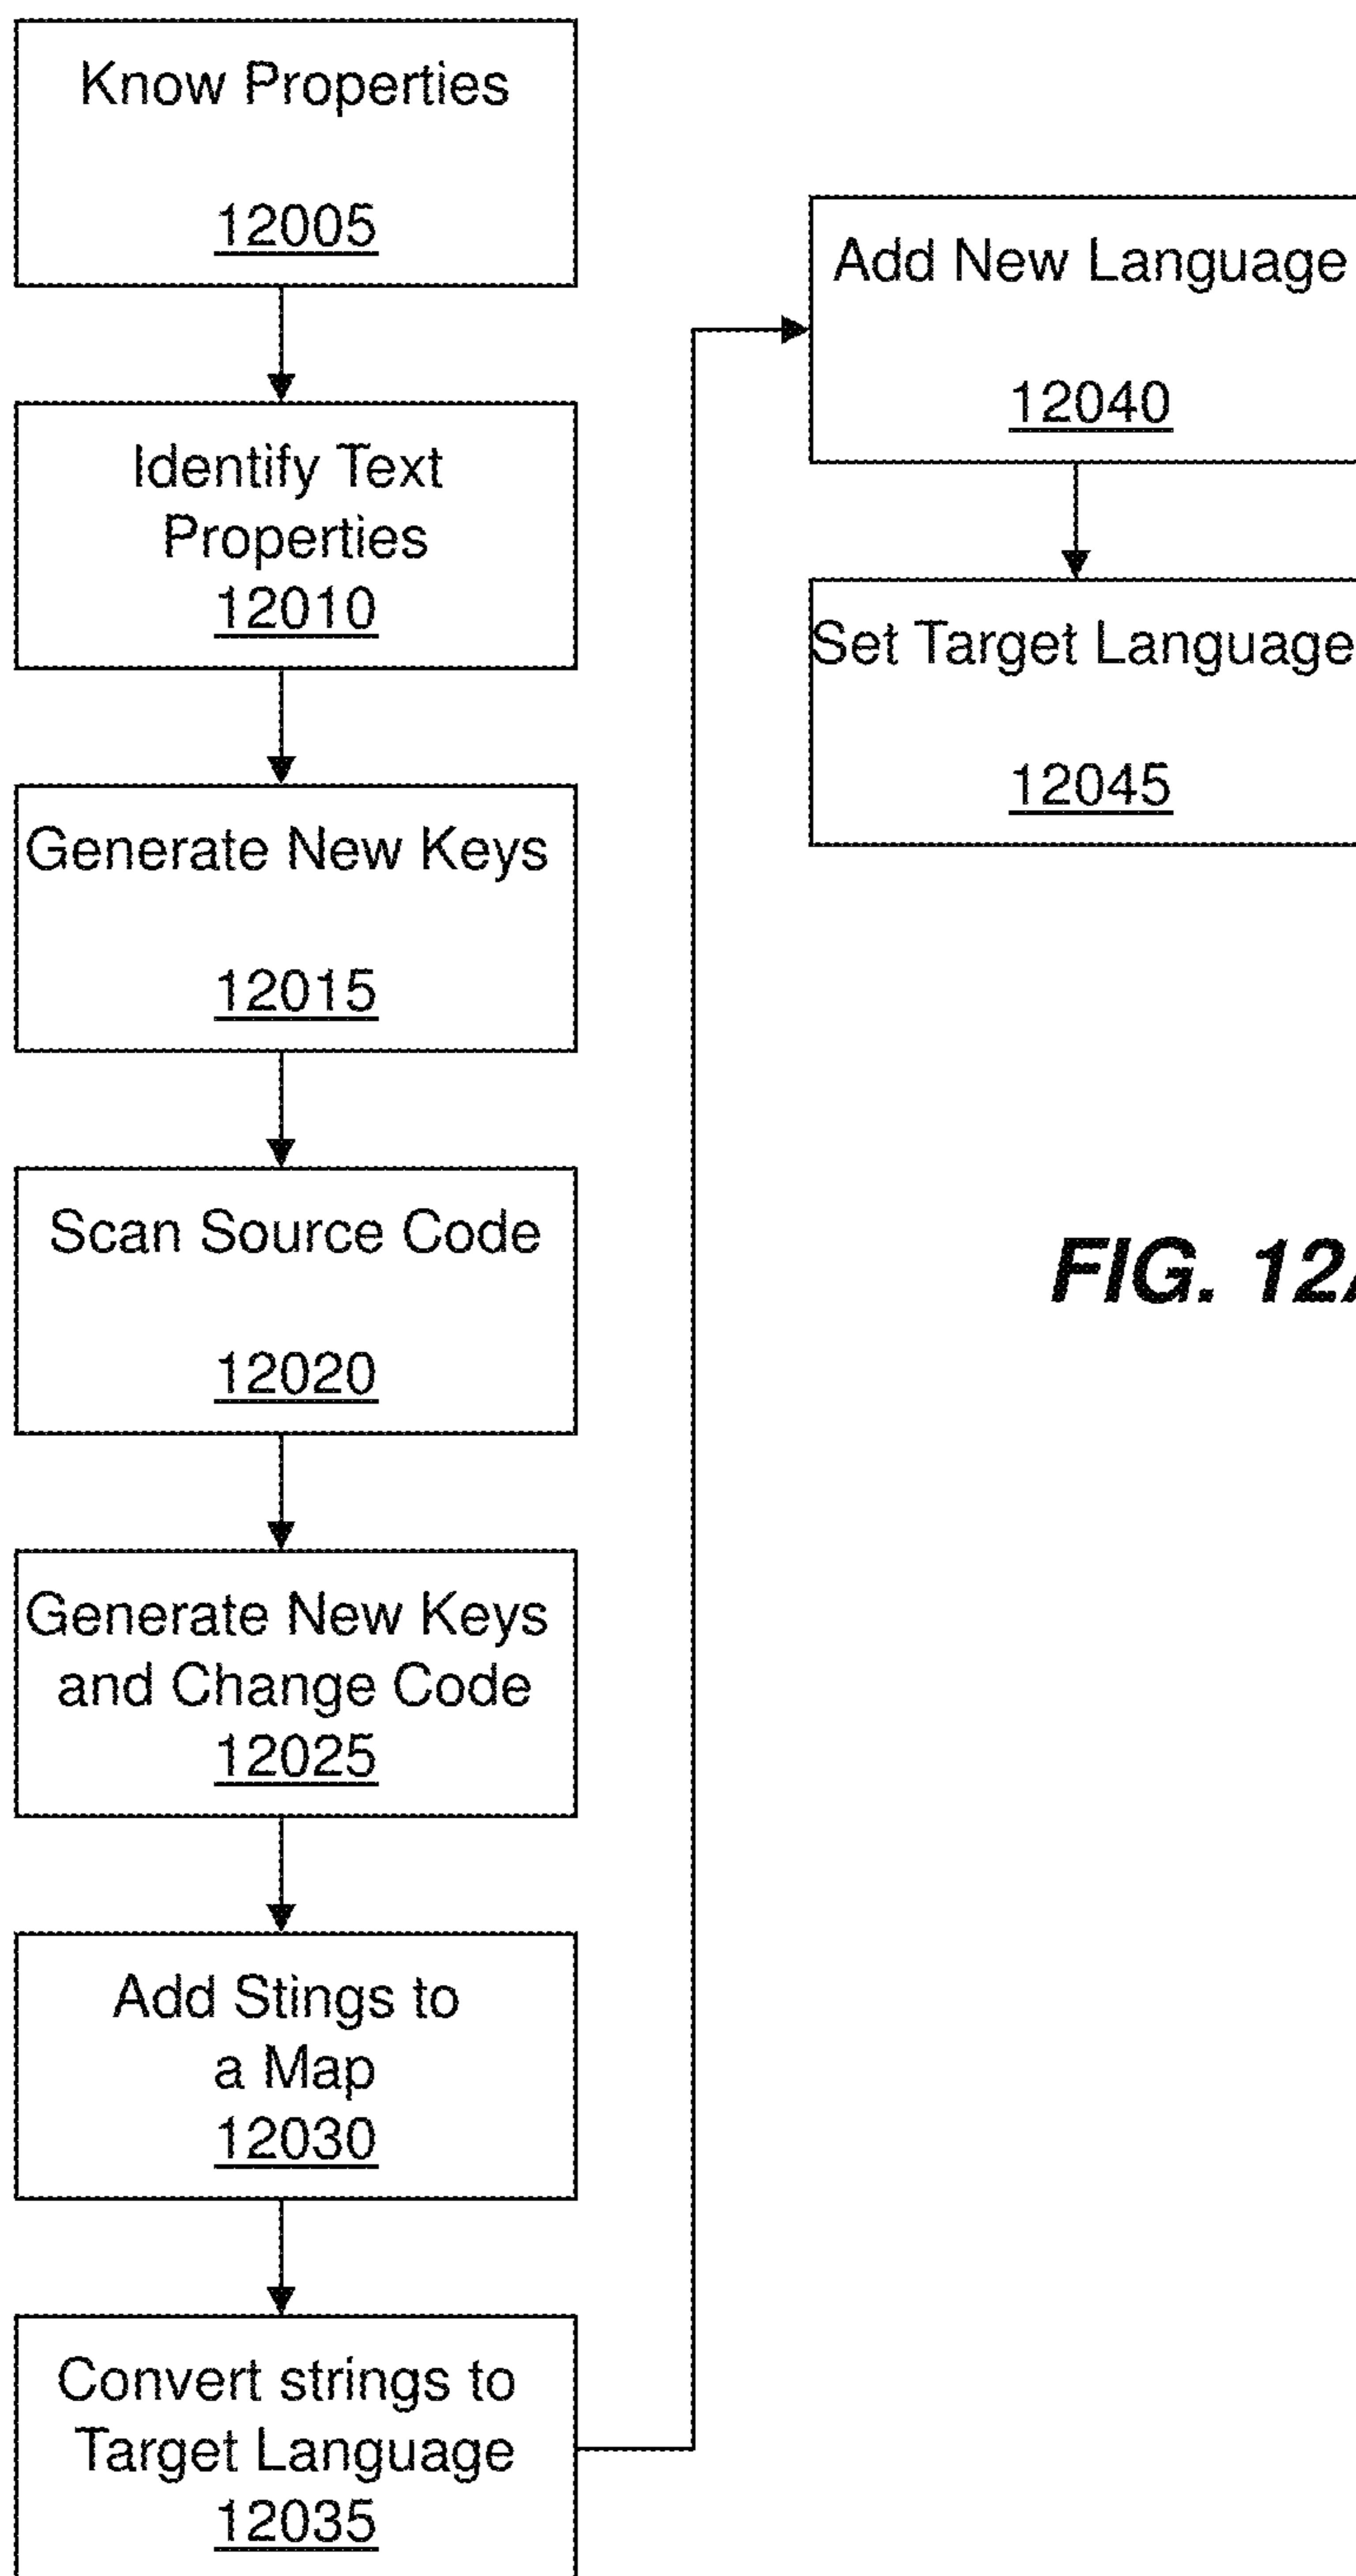 Know Properties
12005
Identify Text
Properties
12010
Generate New Keys
12015
Scan Source Code
12020
Generate New Keys
and Change Code
12025
Add Stings to
a Map
12030
Convert strings to
Target Language
12035
Add New Language
12040
Set Target Language
12045
FIG. 12A